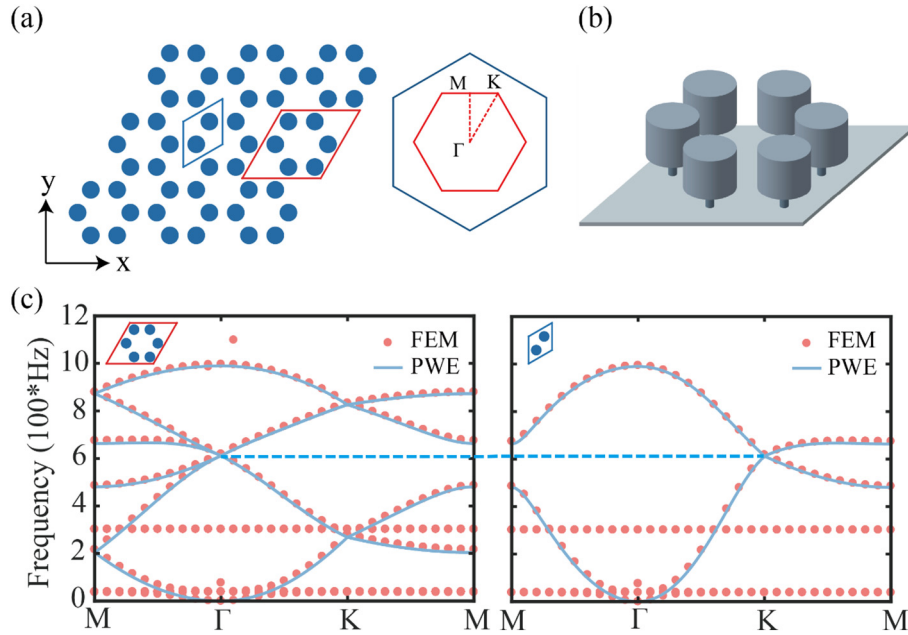 (a)
(b)
M
K
Γ
y
x
(c)
Frequency (100*Hz)
12
10
8
6
4
2
0
FEM
PWE
M
Γ
K
M
FEM
PWE
M
Γ
K
M